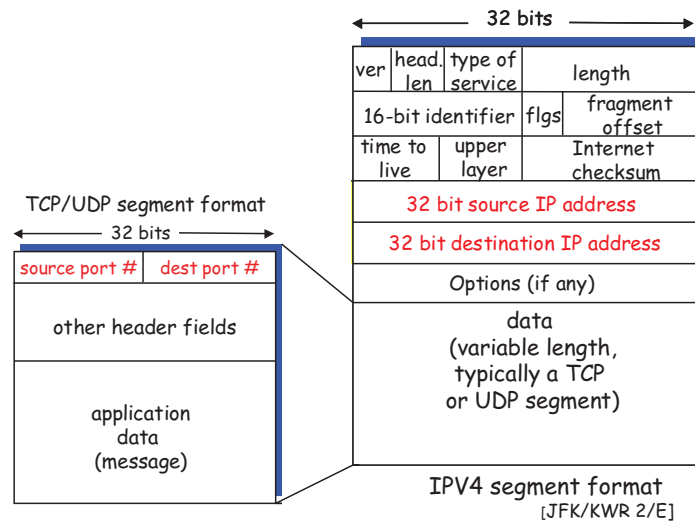 32 bits
ver
head.
len
type of
service
length
16-bit identifier
flgs
fragment
offset
time to
live
upper
layer
Internet
checksum
32 bit source IP address
32 bit destination IP address
Options (if any)
data
(variable length,
typically a TCP
or UDP segment)
IPV4 segment format
[JFK/KWR 2/E]
TCP/UDP segment format
32 bits
source port #
dest port #
other header fields
application
data
(message)